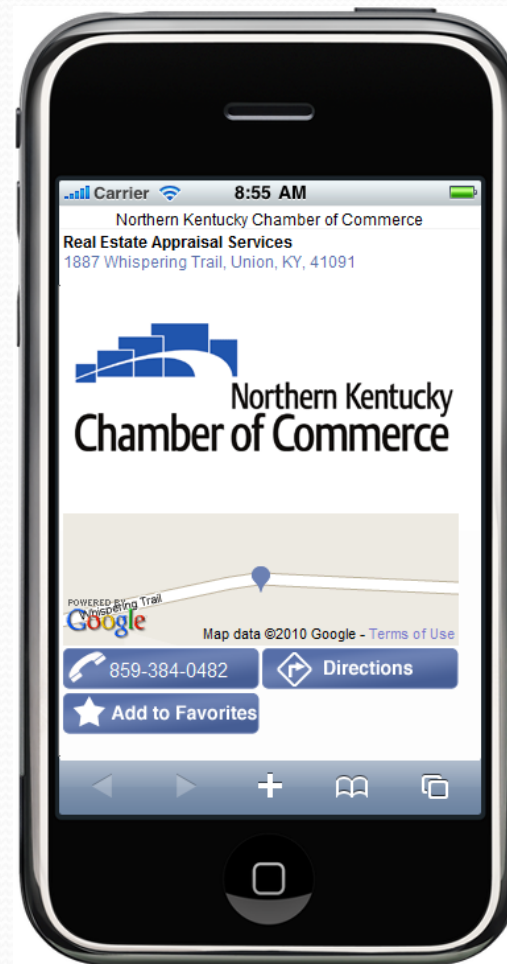 Carrier 8:55 AM
Northern Kentucky Chamber of Commerce
Real Estate Appraisal Services
1887 Whispering Trail, Union, KY, 41091
Northern Kentucky
Chamber of Commerce
Whispering Trail
POWERED BY
Google
Map data ©2010 Google - Terms of Use
859-384-0482
Directions
Add to Favorites